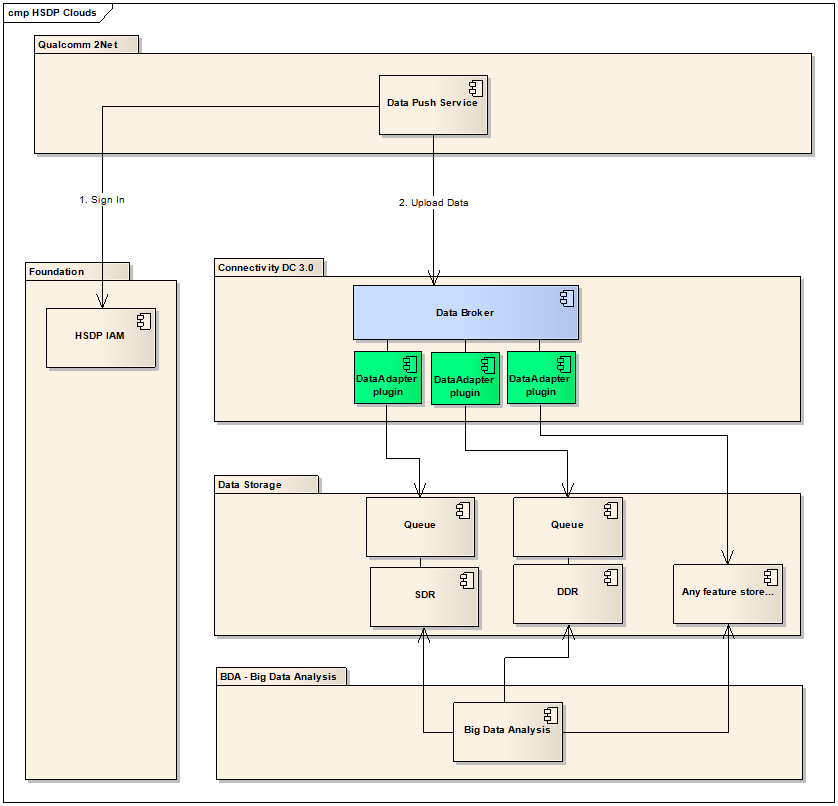 cmp HSDP Clouds
Qualcomm 2Net
Data Push Service
1. Sign In
2. Upload Data
Foundation
HSDP IAM
Connectivity DC 3.0
Data Broker
DataAdapter
plugin
DataAdapter
plugin
DataAdapter
plugin
Data Storage
Queue
Queue
SDR
DDR
Any feature store...
BDA - Big Data Analysis
Big Data Analysis